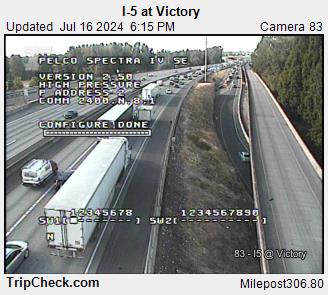 I-5 at Victory
Updated Jul 16 2024 6:15 PM
Camera 83
PELCO SPECTRA IV SE
VERSION 2.50
HIGH PRESSURE
P ADDRESS 2
COMM 2400,N,8,1
CONFIGURE DONE
12345678
1234567890
SW1[■-------] SW2[----------]
N
83 - I5 @ Victory
TripCheck.com
Milepost306.80